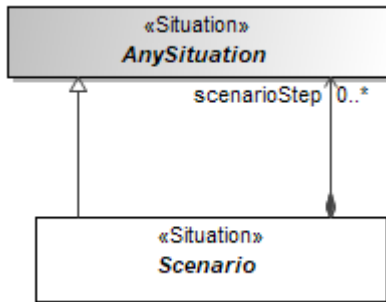 «Situation»
AnySituation
scenarioStep 0..*
«Situation»
Scenario